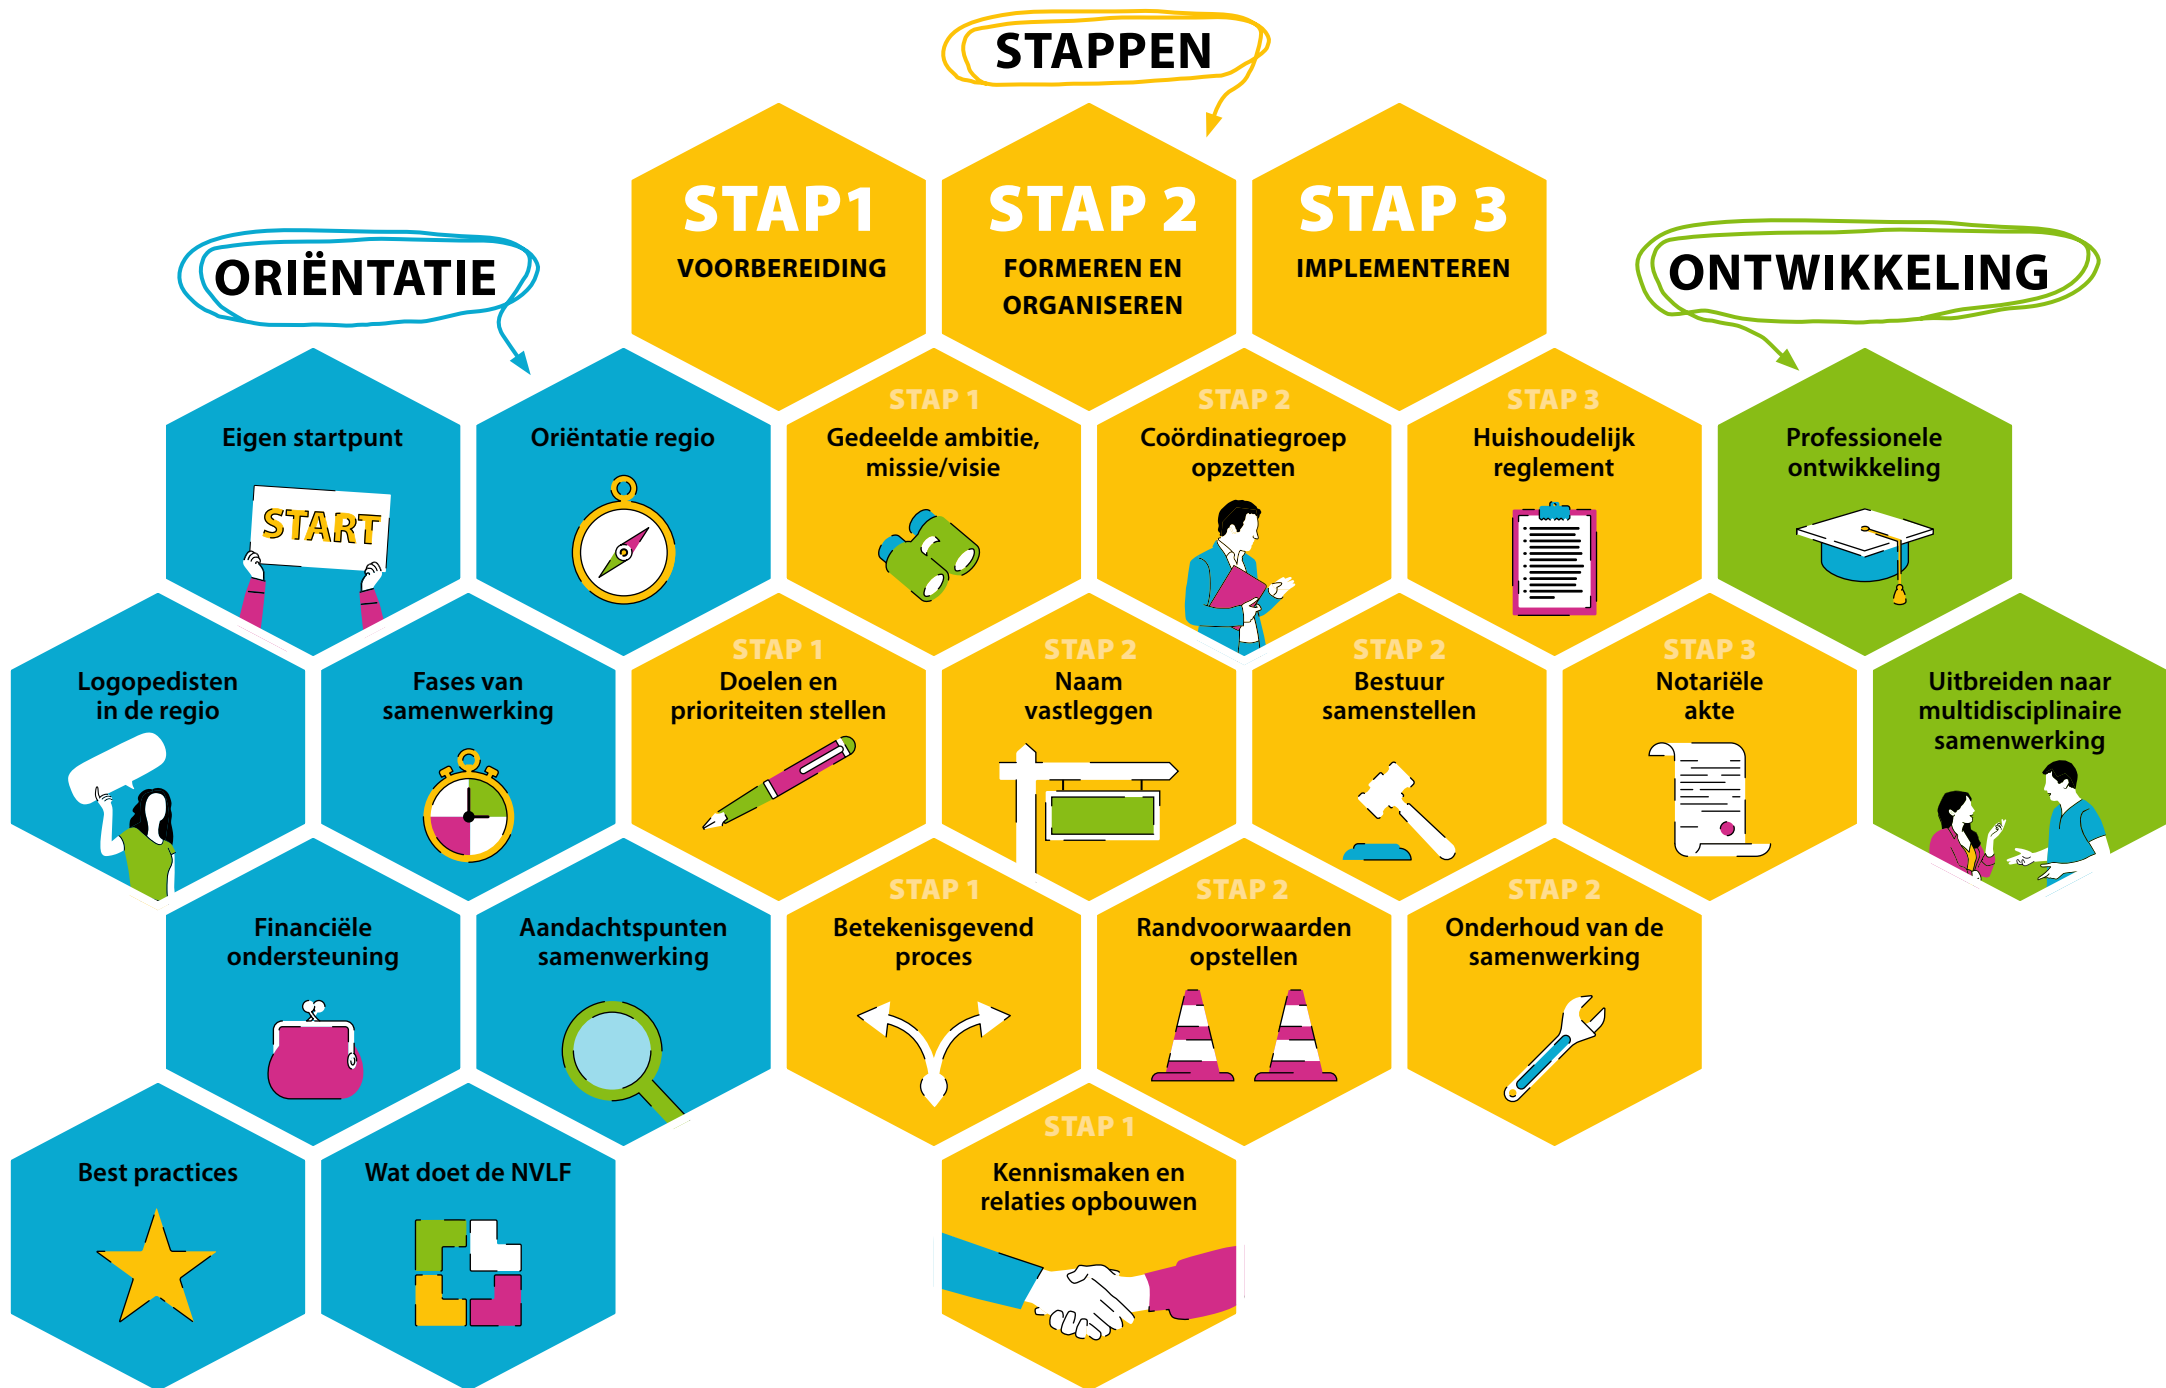 STAPPEN
STAP1
VOORBEREIDING
STAP 2
FORMEREN EN
ORGANISEREN
STAP 3
IMPLEMENTEREN
ORIËNTATIE
ONTWIKKELING
Eigen startpunt
START
Oriëntatie regio
STAP 1
Gedeelde ambitie,
missie/visie
STAP 2
Coördinatiegroep
opzetten
STAP 3
Huishoudelijk
reglement
Professionele
ontwikkeling
Logopedisten
in de regio
Fases van
samenwerking
STAP 1
Doelen en
prioriteiten stellen
STAP 2
Naam
vastleggen
STAP 2
Bestuur
samenstellen
STAP 3
Notariële
akte
Uitbreiden naar
multidisciplinaire
samenwerking
Financiële
ondersteuning
Aandachtspunten
samenwerking
STAP 1
Betekenisgevend
proces
STAP 2
Randvoorwaarden
opstellen
STAP 2
Onderhoud van de
samenwerking
Best practices
Wat doet de NVLF
STAP 1
Kennismaken en
relaties opbouwen